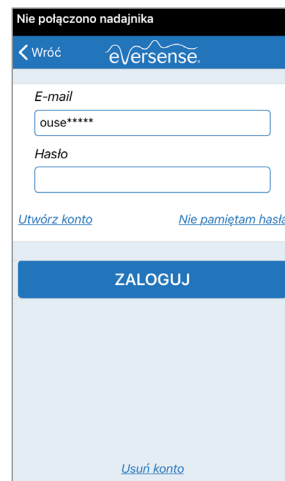 Nie połączono nadajnika
Wróć eversense.
E-mail
ouse*****
Hasło
Utwórz konto Nie pamiętam hasła
ZALOGUJ
Usuń konto